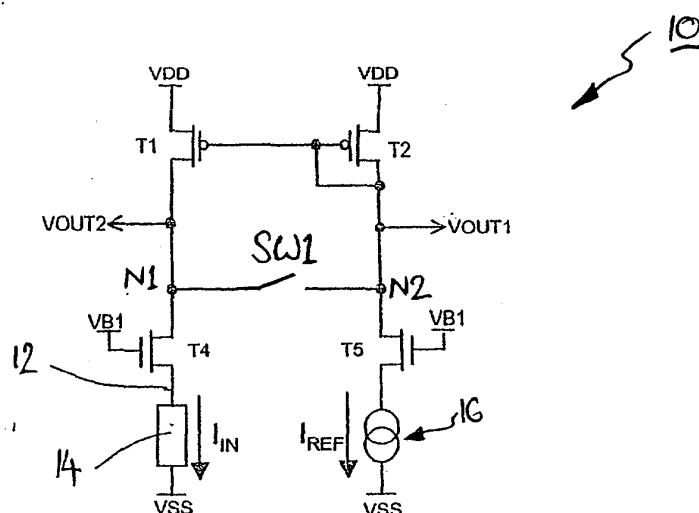 10
VDD
VDD
T1
T2
VOUT2
VOUT1
SW1
N1
N2
VB1
VB1
T4
T5
12
14
IIN
IREF
16
VSS
VSS